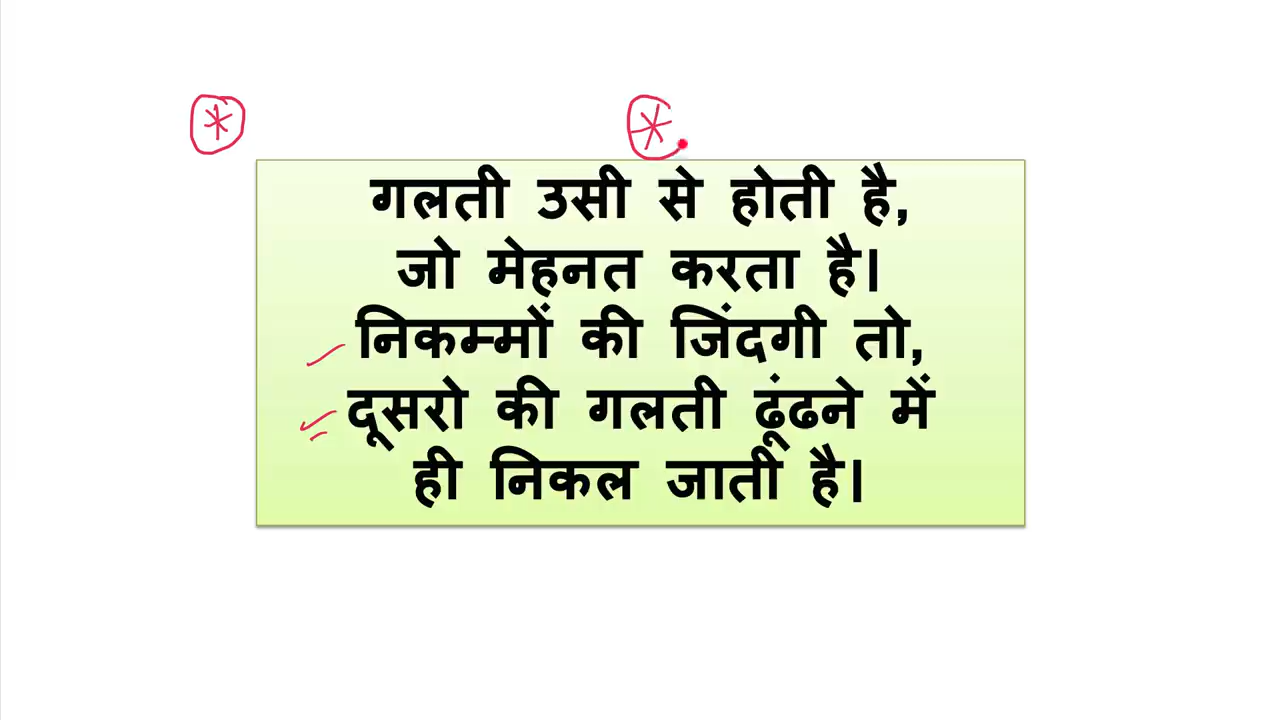 गलती उसी से होती है,
जो मेहनत करता है।
निकम्मों की जिंदगी तो,
दूसरो की गलती ढूंढने में
ही निकल जाती है।